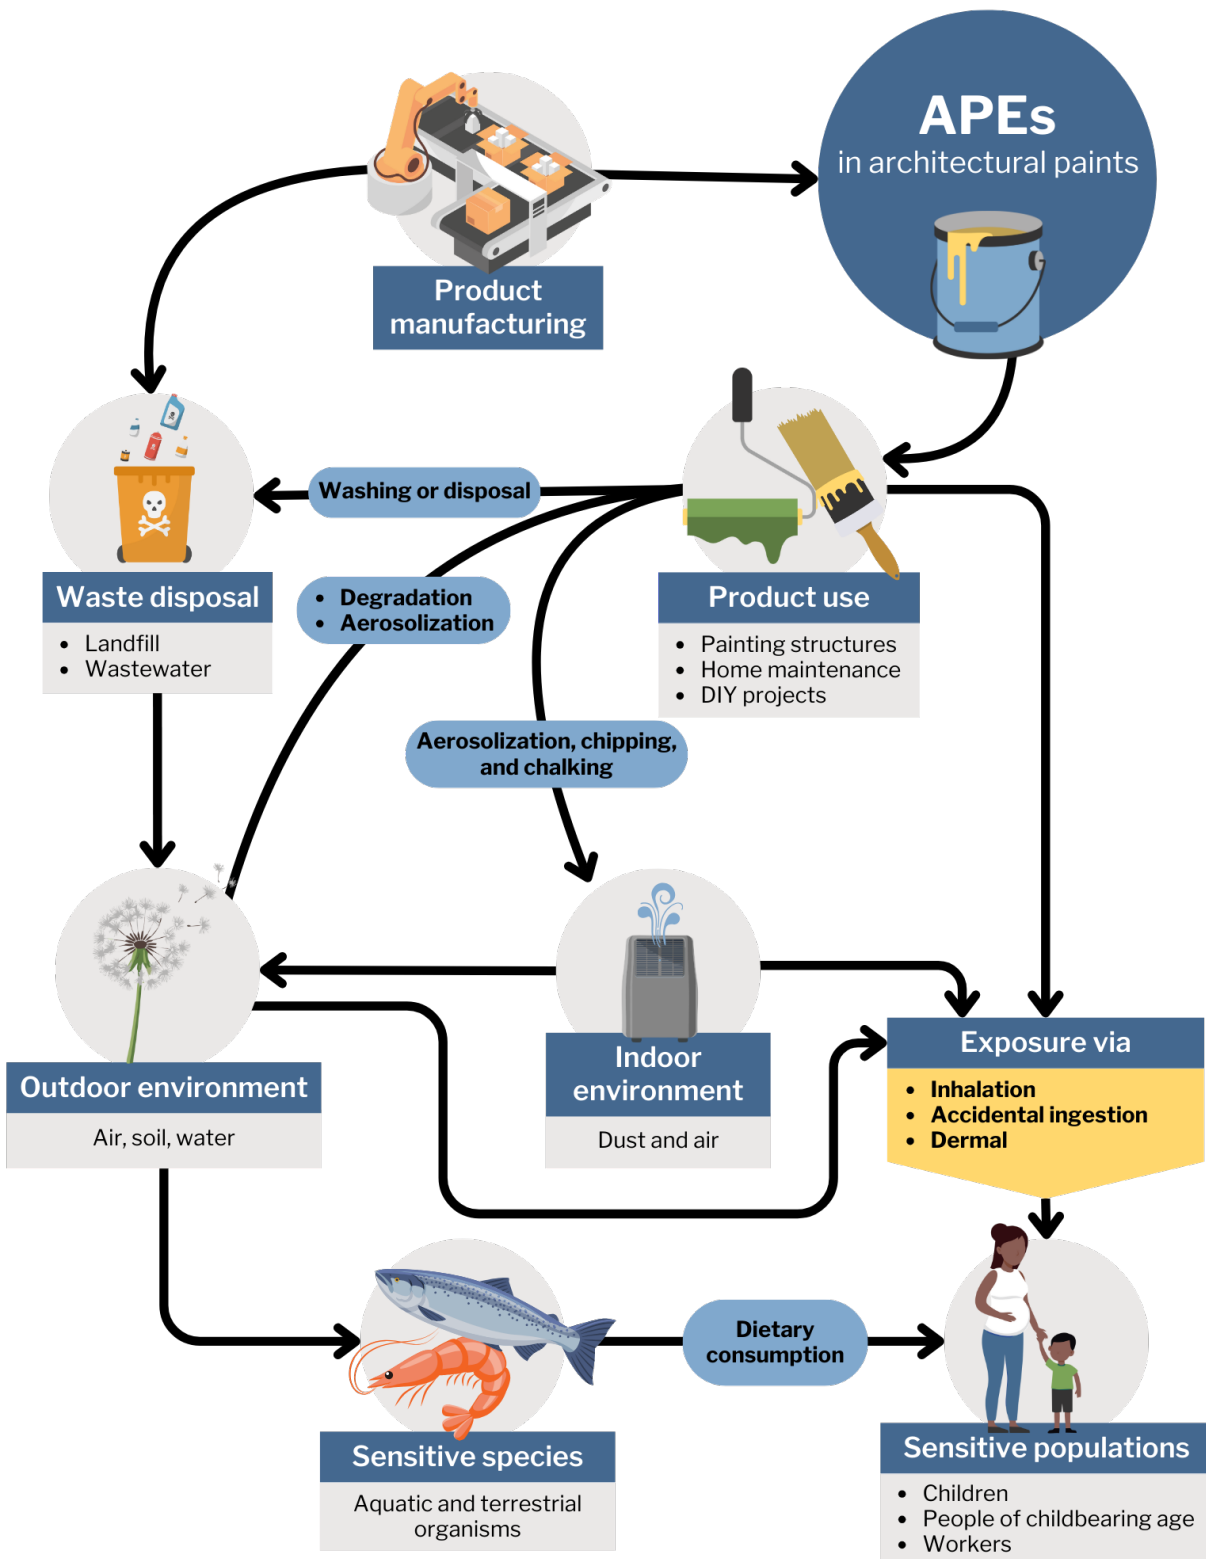 APEs
in architectural paints
Product
manufacturing
Washing or disposal
Waste disposal
• Landfill
• Wastewater
• Degradation
• Aerosolization
Product use
• Painting structures
• Home maintenance
• DIY projects
Aerosolization, chipping,
and chalking
Outdoor environment
Air, soil, water
Indoor
environment
Dust and air
Exposure via
• Inhalation
• Accidental ingestion
• Dermal
Sensitive species
Aquatic and terrestrial
organisms
Dietary
consumption
Sensitive populations
• Children
• People of childbearing age
• Workers